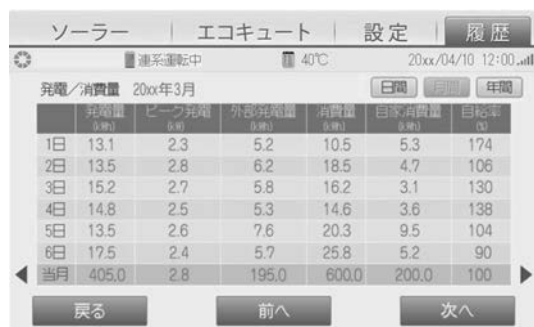 ソーラー エコキュート 設定 履歴
連系運転中 40℃ 20xx/04/10 12:00
発電/消費量 20xx年3月 日間 月間 年間
発電量 ピーク発電 外部発電量 消費量 自家消費量 自給率
(kWh) (kW) (kWh) (kWh) (kWh) (%)
1日 13.1 2.3 5.2 10.5 5.3 174
2日 13.5 2.8 6.2 18.5 4.7 106
3日 15.2 2.7 5.8 16.2 3.1 130
4日 14.8 2.5 5.3 14.6 3.6 138
5日 13.5 2.6 7.6 20.3 9.5 104
6日 17.5 2.4 5.7 25.8 5.2 90
当月 405.0 2.8 195.0 600.0 200.0 100
戻る 前へ 次へ